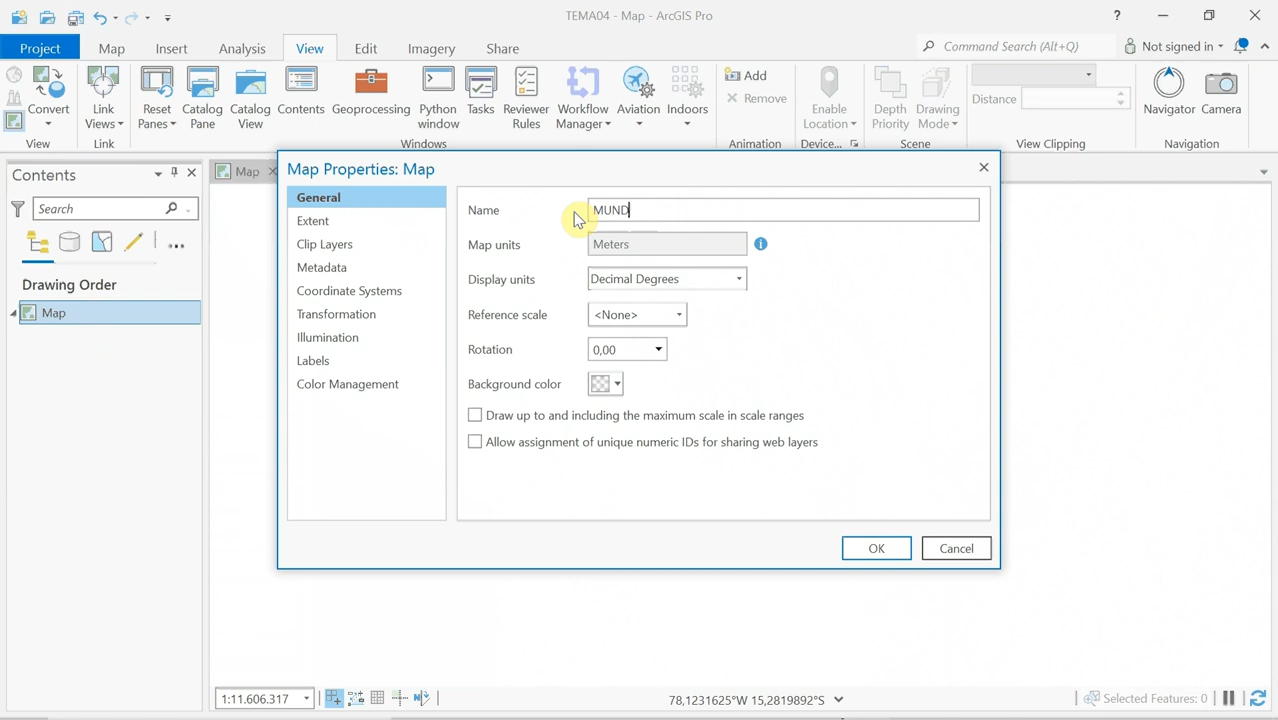 TEMA04 - Map - ArcGIS Pro
?
Project Map Insert Analysis View Edit Imagery Share
Command Search (Alt+Q)
Not signed in
Convert
Link Views
Reset Panes
Catalog Pane
Catalog View
Contents
Geoprocessing
Python window
Tasks
Reviewer Rules
Workflow Manager
Aviation
Indoors
Add
Remove
Enable Location
Depth Priority
Drawing Mode
Distance
Navigator
Camera
View
Link
Windows
Animation
Device...
Scene
View Clipping
Navigation
Contents
Search
Drawing Order
Map
Map
Map Properties: Map
General
Extent
Clip Layers
Metadata
Coordinate Systems
Transformation
Illumination
Labels
Color Management
Name MUND
Map units Meters
Display units Decimal Degrees
Reference scale <None>
Rotation 0,00
Background color
Draw up to and including the maximum scale in scale ranges
Allow assignment of unique numeric IDs for sharing web layers
OK Cancel
1:11.606.317
78,1231625°W 15,2819892°S
Selected Features: 0